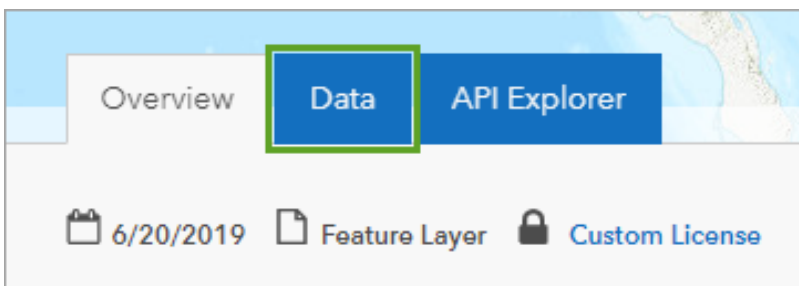 Overview Data API Explorer
6/20/2019 Feature Layer Custom License